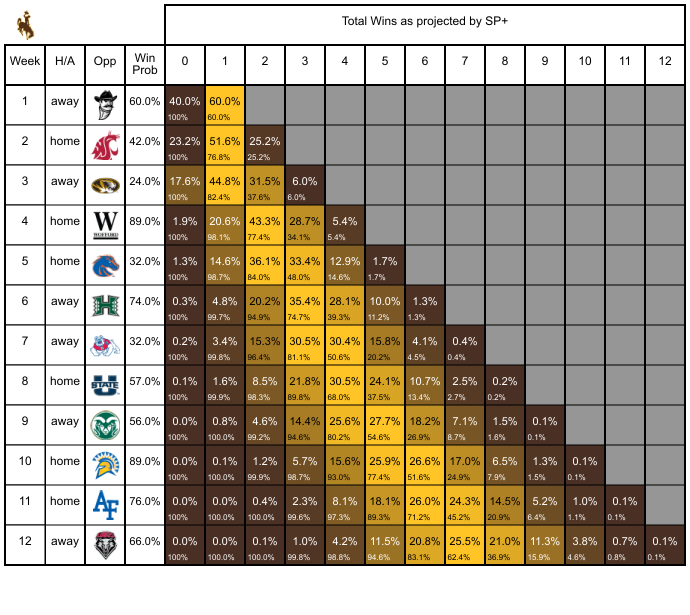 Total Wins as projected by SP+
Week H/A Opp Win Prob 0 1 2 3 4 5 6 7 8 9 10 11 12
1 away 60.0% 40.0% 60.0%
100% 60.0%
2 home 42.0% 23.2% 51.6% 25.2%
100% 76.8% 25.2%
3 away 24.0% 17.6% 44.8% 31.5% 6.0%
100% 82.4% 37.6% 6.0%
4 home W WOFFORD 89.0% 1.9% 20.6% 43.3% 28.7% 5.4%
100% 98.1% 77.4% 34.1% 5.4%
5 home 32.0% 1.3% 14.6% 36.1% 33.4% 12.9% 1.7%
100% 98.7% 84.0% 48.0% 14.6% 1.7%
6 away H 74.0% 0.3% 4.8% 20.2% 35.4% 28.1% 10.0% 1.3%
100% 99.7% 94.9% 74.7% 39.3% 11.2% 1.3%
7 away 32.0% 0.2% 3.4% 15.3% 30.5% 30.4% 15.8% 4.1% 0.4%
100% 99.8% 96.4% 81.1% 50.6% 20.2% 4.5% 0.4%
8 home U STATE 57.0% 0.1% 1.6% 8.5% 21.8% 30.5% 24.1% 10.7% 2.5% 0.2%
100% 99.9% 98.3% 89.8% 68.0% 37.5% 13.4% 2.7% 0.2%
9 away 56.0% 0.0% 0.8% 4.6% 14.4% 25.6% 27.7% 18.2% 7.1% 1.5% 0.1%
100% 100.0% 99.2% 94.6% 80.2% 54.6% 26.9% 8.7% 1.6% 0.1%
10 home 89.0% 0.0% 0.1% 1.2% 5.7% 15.6% 25.9% 26.6% 17.0% 6.5% 1.3% 0.1%
100% 100.0% 99.9% 98.7% 93.0% 77.4% 51.6% 24.9% 7.9% 1.5% 0.1%
11 home AF 76.0% 0.0% 0.0% 0.4% 2.3% 8.1% 18.1% 26.0% 24.3% 14.5% 5.2% 1.0% 0.1%
100% 100.0% 100.0% 99.6% 97.3% 89.3% 71.2% 45.2% 20.9% 6.4% 1.1% 0.1%
12 away 66.0% 0.0% 0.0% 0.1% 1.0% 4.2% 11.5% 20.8% 25.5% 21.0% 11.3% 3.8% 0.7% 0.1%
100% 100.0% 100.0% 99.8% 98.8% 94.6% 83.1% 62.4% 36.9% 15.9% 4.6% 0.8% 0.1%